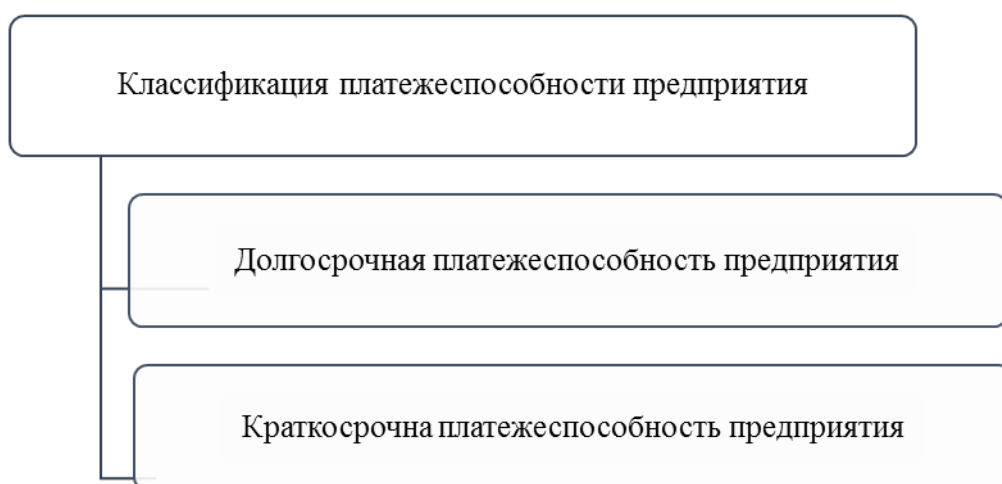 Классификация платежеспособности предприятия
Долгосрочная платежеспособность предприятия
Краткосрочна платежеспособность предприятия